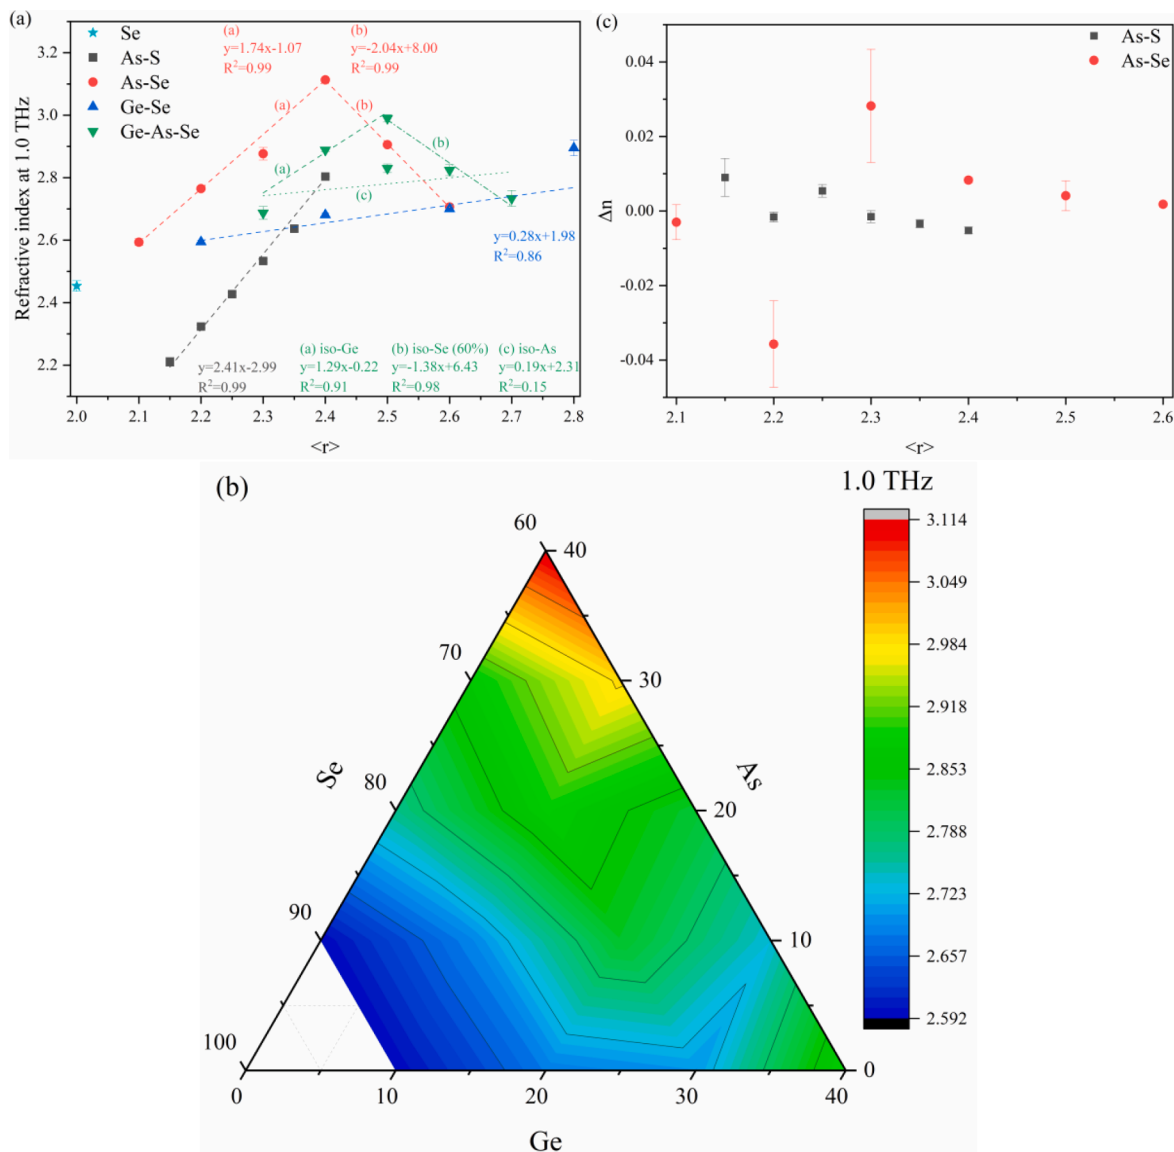 (a)
Se
As-S
As-Se
Ge-Se
Ge-As-Se
(a)
y=1.74x-1.07
R²=0.99
(b)
y=-2.04x+8.00
R²=0.99
(a)
(b)
(a)
(b)
(c)
y=0.28x+1.98
R²=0.86
y=2.41x-2.99
R²=0.99
(a) iso-Ge
y=1.29x-0.22
R²=0.91
(b) iso-Se (60%)
y=-1.38x+6.43
R²=0.98
(c) iso-As
y=0.19x+2.31
R²=0.15
Refractive index at 1.0 THz
3.2
3.0
2.8
2.6
2.4
2.2
2.0 2.1 2.2 2.3 2.4 2.5 2.6 2.7 2.8
<r>
(c)
As-S
As-Se
Δn
0.04
0.02
0.00
-0.02
-0.04
2.1 2.2 2.3 2.4 2.5 2.6
<r>
(b)
1.0 THz
60
70
80
90
100
Se
40
30
20
10
0
As
0 10 20 30 40
Ge
3.114
3.049
2.984
2.918
2.853
2.788
2.723
2.657
2.592